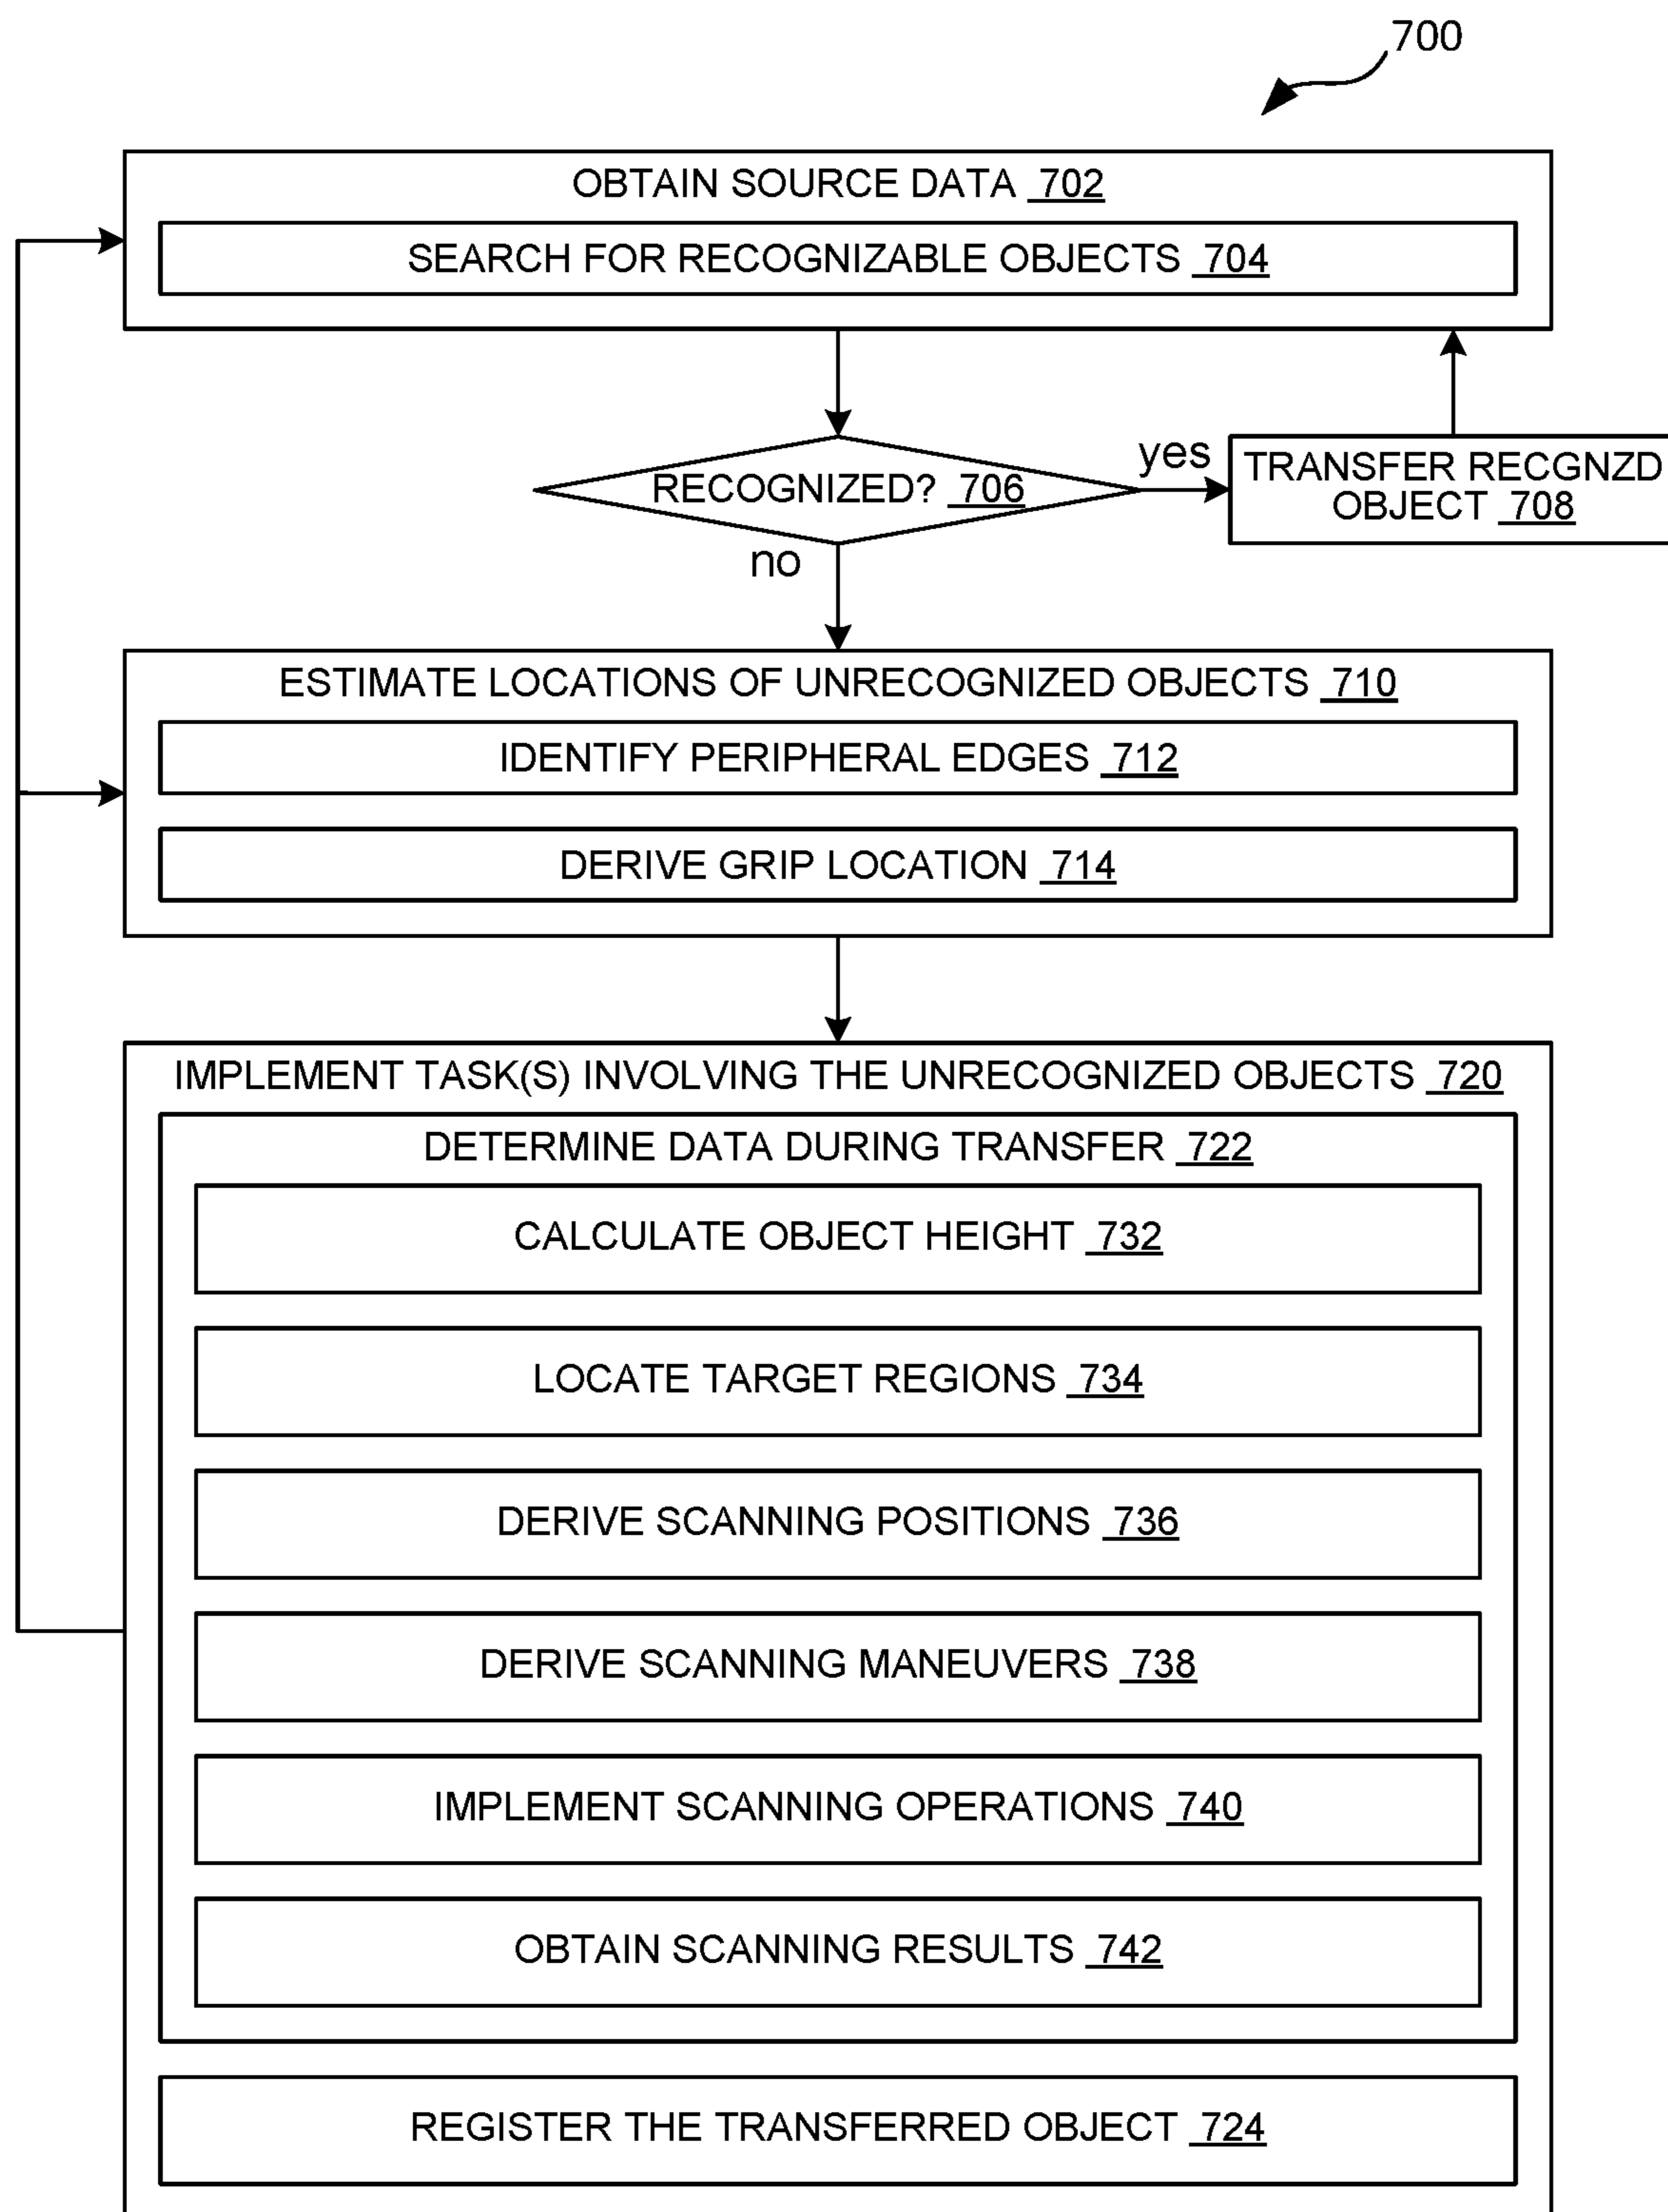 700
OBTAIN SOURCE DATA 702
SEARCH FOR RECOGNIZABLE OBJECTS 704
RECOGNIZED? 706
yes
TRANSFER RECGNZD
OBJECT 708
no
ESTIMATE LOCATIONS OF UNRECOGNIZED OBJECTS 710
IDENTIFY PERIPHERAL EDGES 712
DERIVE GRIP LOCATION 714
IMPLEMENT TASK(S) INVOLVING THE UNRECOGNIZED OBJECTS 720
DETERMINE DATA DURING TRANSFER 722
CALCULATE OBJECT HEIGHT 732
LOCATE TARGET REGIONS 734
DERIVE SCANNING POSITIONS 736
DERIVE SCANNING MANEUVERS 738
IMPLEMENT SCANNING OPERATIONS 740
OBTAIN SCANNING RESULTS 742
REGISTER THE TRANSFERRED OBJECT 724